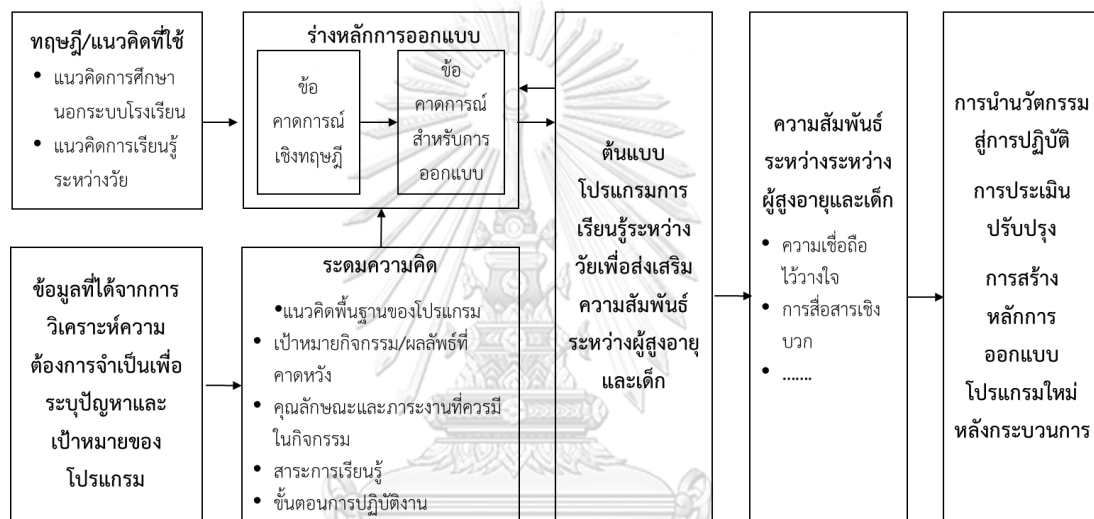 ทฤษฎี/แนวคิดที่ใช้
• แนวคิดการศึกษา
นอกระบบโรงเรียน
• แนวคิดการเรียนรู้
ระหว่างวัย
ร่างหลักการออกแบบ
ข้อ
คาดการณ์
เชิงทฤษฎี
ข้อ
คาดการณ์
สำหรับการ
ออกแบบ
ข้อมูลที่ได้จากการ
วิเคราะห์ความ
ต้องการจำเป็นเพื่อ
ระบุปัญหาและ
เป้าหมายของ
โปรแกรม
ระดมความคิด
•แนวคิดพื้นฐานของโปรแกรม
• เป้าหมายกิจกรรม/ผลลัพธ์ที่
คาดหวัง
• คุณลักษณะและภาระงานที่ควรมี
ในกิจกรรม
• สาระการเรียนรู้
• ขั้นตอนการปฏิบัติงาน
ต้นแบบ
โปรแกรมการ
เรียนรู้ระหว่าง
วัยเพื่อส่งเสริม
ความสัมพันธ์
ระหว่างผู้สูงอายุ
และเด็ก
ความสัมพันธ์
ระหว่างระหว่าง
ผู้สูงอายุและเด็ก
• ความเชื่อถือ
ไว้วางใจ
• การสื่อสารเชิง
บวก
• .......
การนำนวัตกรรม
สู่การปฏิบัติ
การประเมิน
ปรับปรุง
การสร้าง
หลักการ
ออกแบบ
โปรแกรมใหม่
หลังกระบวนการ